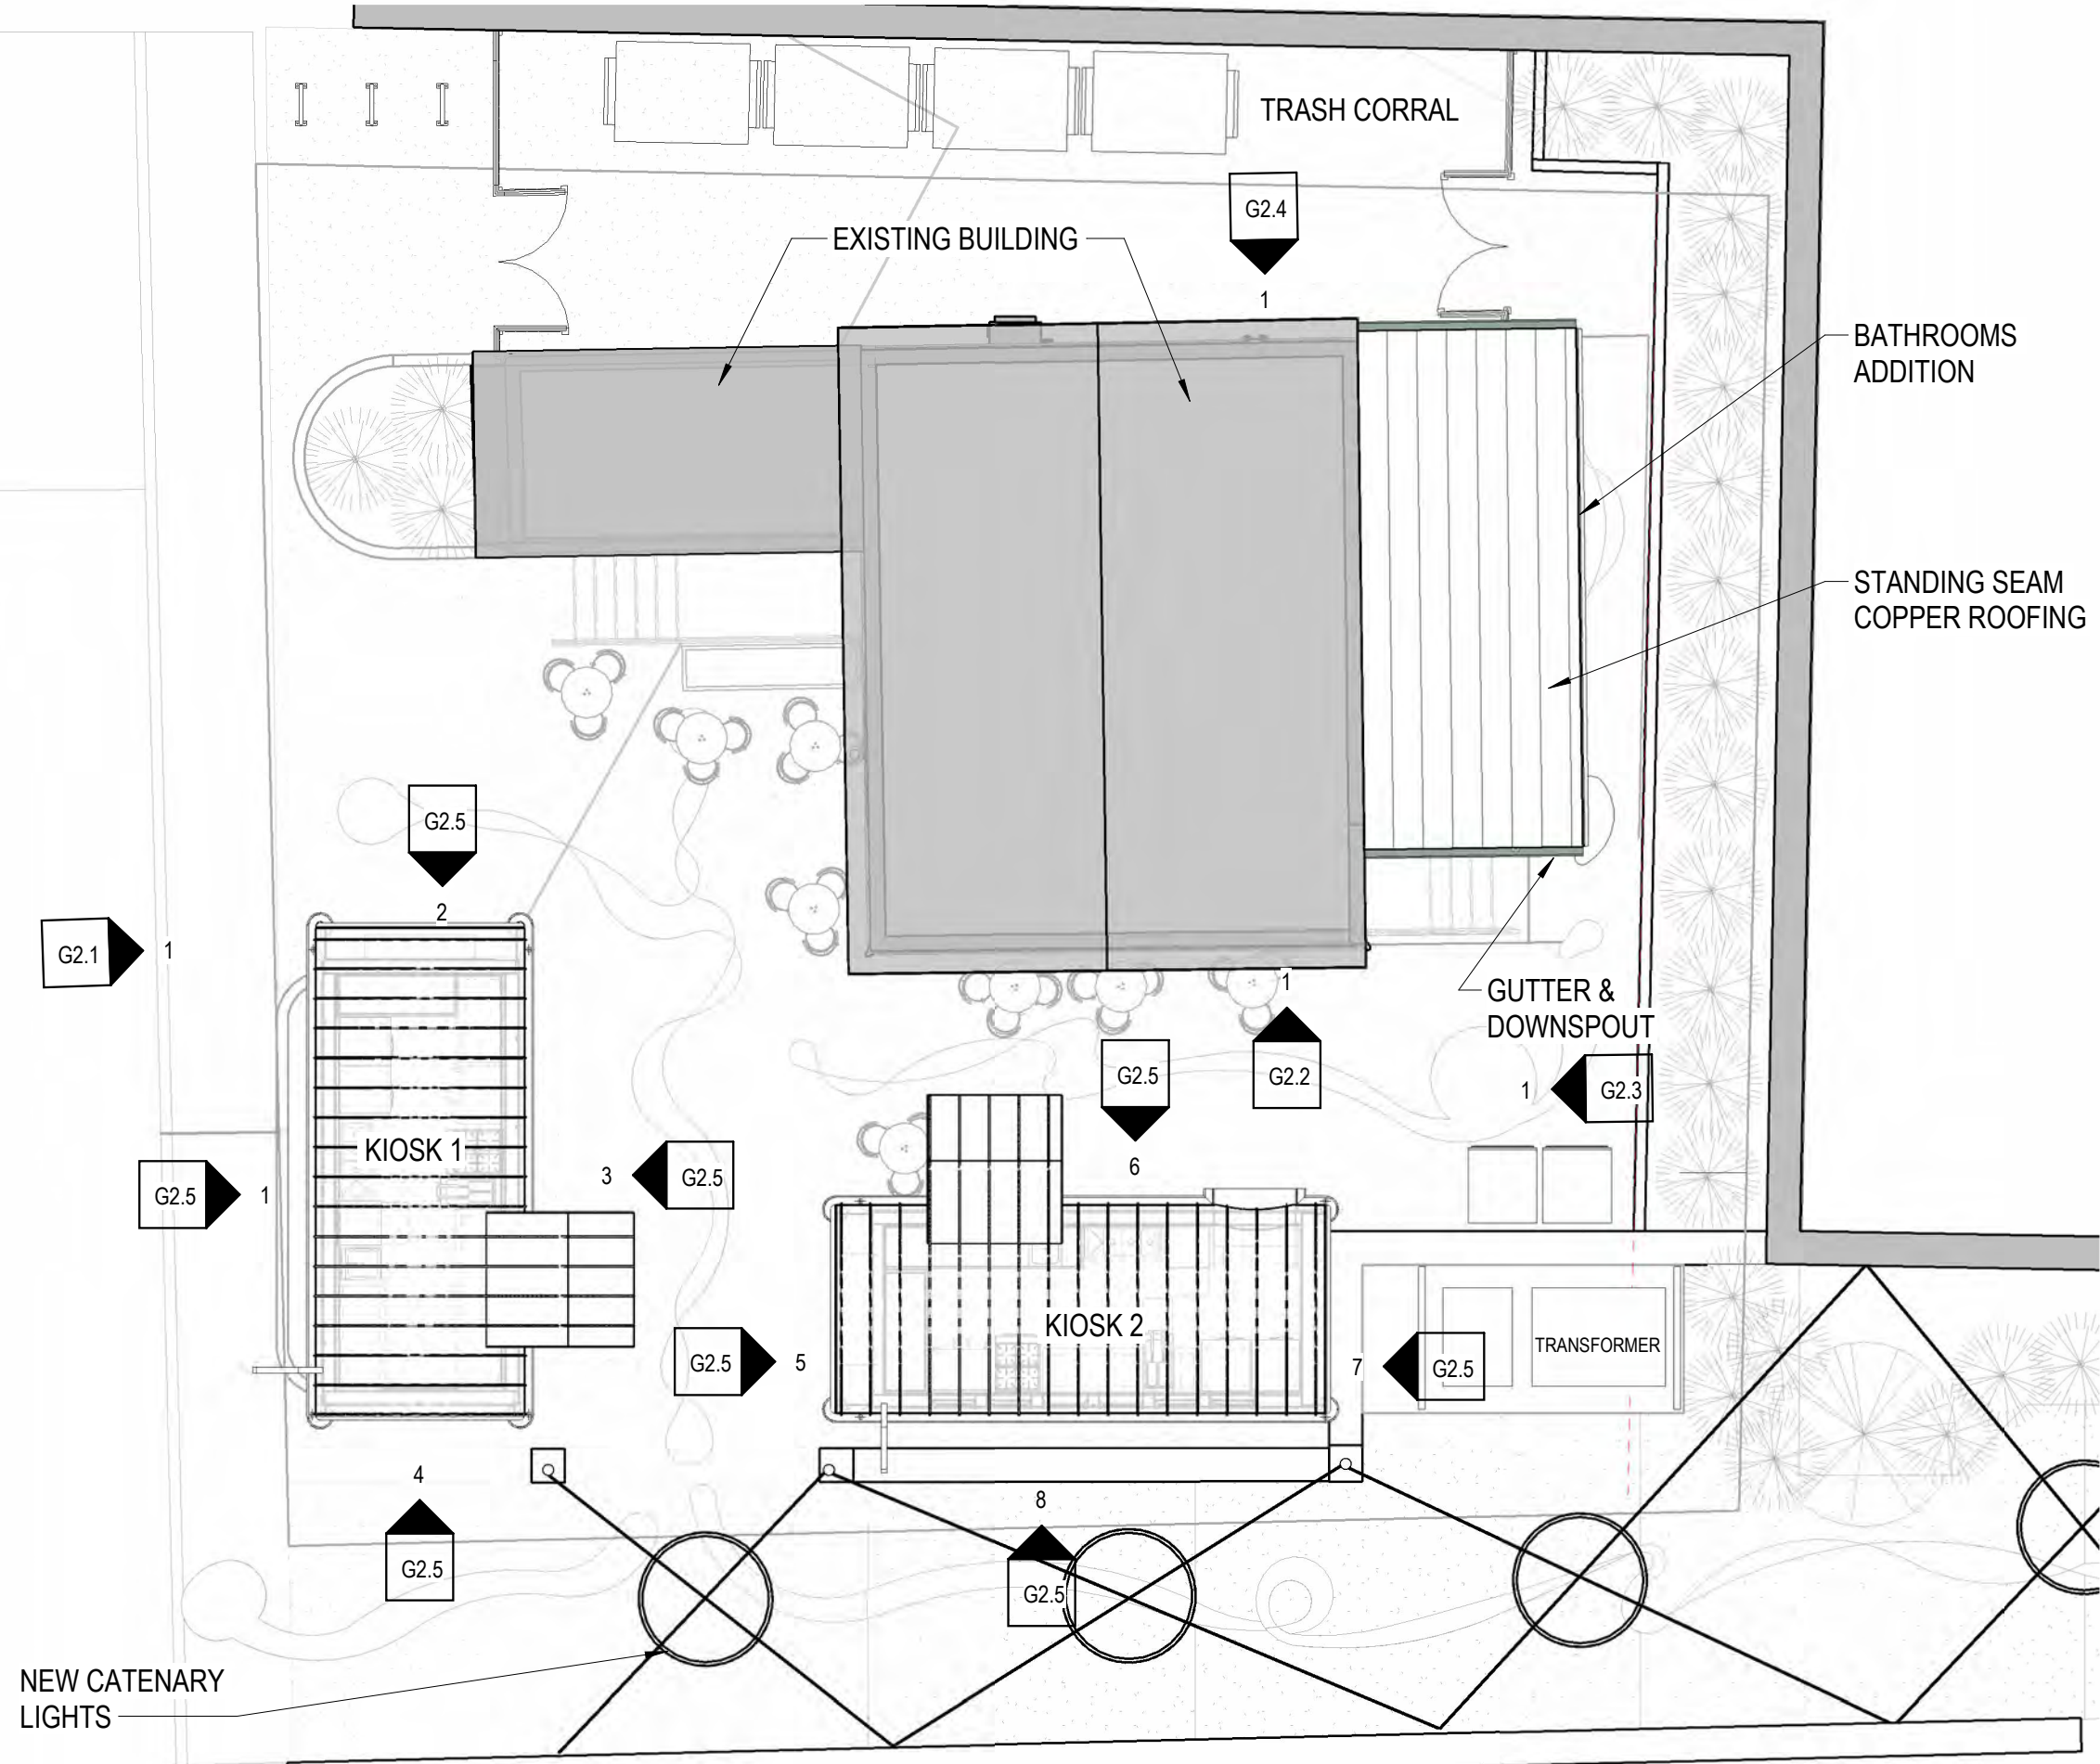 TRASH CORRAL
G2.4
1
EXISTING BUILDING
BATHROOMS
ADDITION
STANDING SEAM
COPPER ROOFING
G2.5
2
G2.1
1
GUTTER &
DOWNSPOUT
1
G2.2
G2.5
6
1
G2.3
KIOSK 1
G2.5
1
3
G2.5
KIOSK 2
G2.5
5
7
G2.5
TRANSFORMER
4
G2.5
8
G2.5
NEW CATENARY
LIGHTS